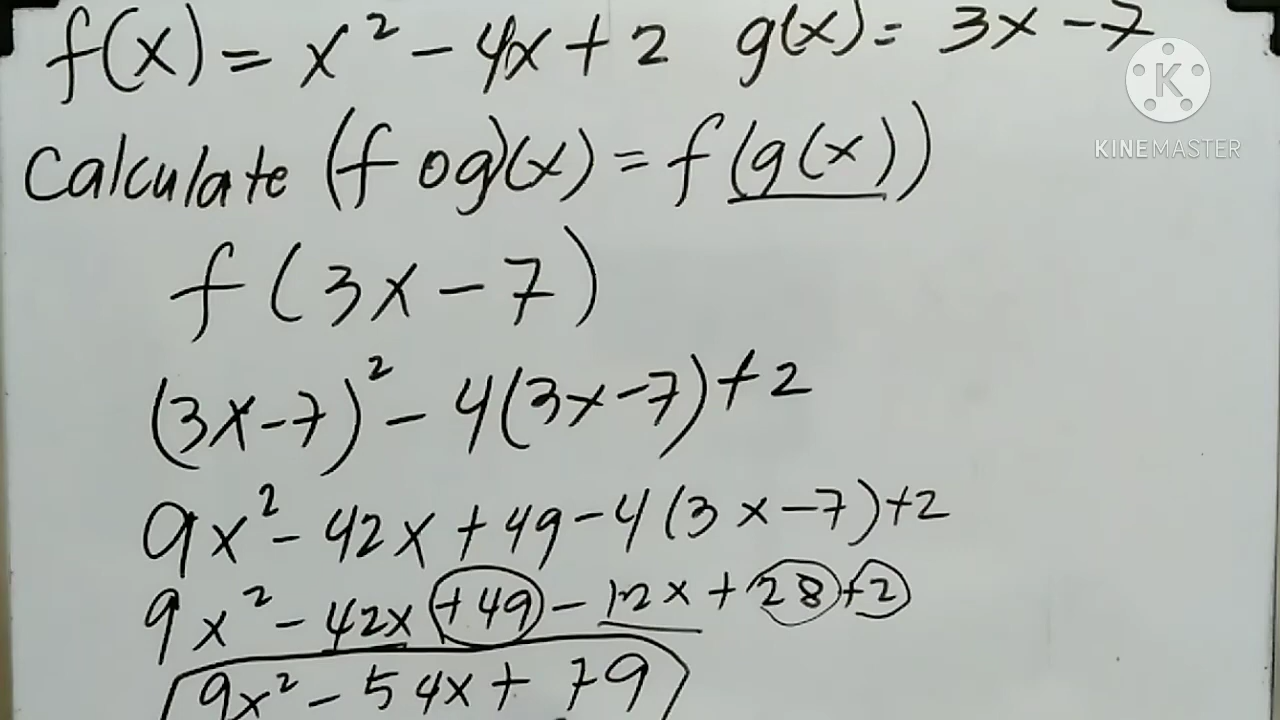 f(x) = x² - 4x + 2 g(x) = 3x - 7
K
KINEMASTER
Calculate (f o g)(x) = f(g(x))
f(3x - 7)
(3x - 7)² - 4(3x - 7) + 2
9x² - 42x + 49 - 4(3x - 7) + 2
9x² - 42x + 49 - 12x + 28 + 2
9x² - 54x + 79